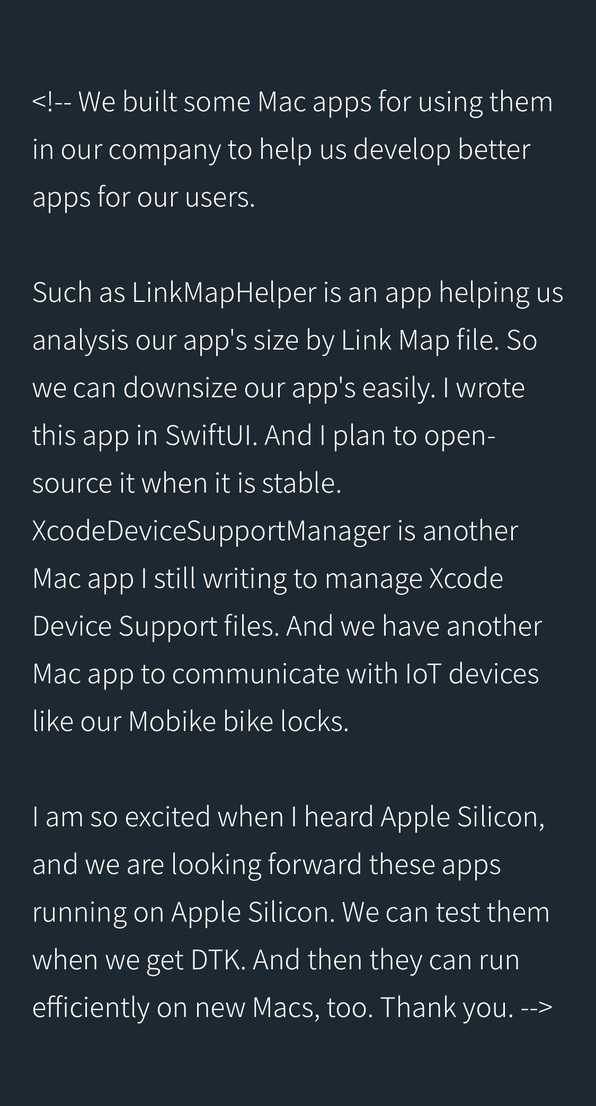 <!-- We built some Mac apps for using them
in our company to help us develop better
apps for our users.
Such as LinkMapHelper is an app helping us
analysis our app's size by Link Map file. So
we can downsize our app's easily. I wrote
this app in SwiftUI. And I plan to open-
source it when it is stable.
XcodeDeviceSupportManager is another
Mac app I still writing to manage Xcode
Device Support files. And we have another
Mac app to communicate with IoT devices
like our Mobike bike locks.
I am so excited when I heard Apple Silicon,
and we are looking forward these apps
running on Apple Silicon. We can test them
when we get DTK. And then they can run
efficiently on new Macs, too. Thank you. -->